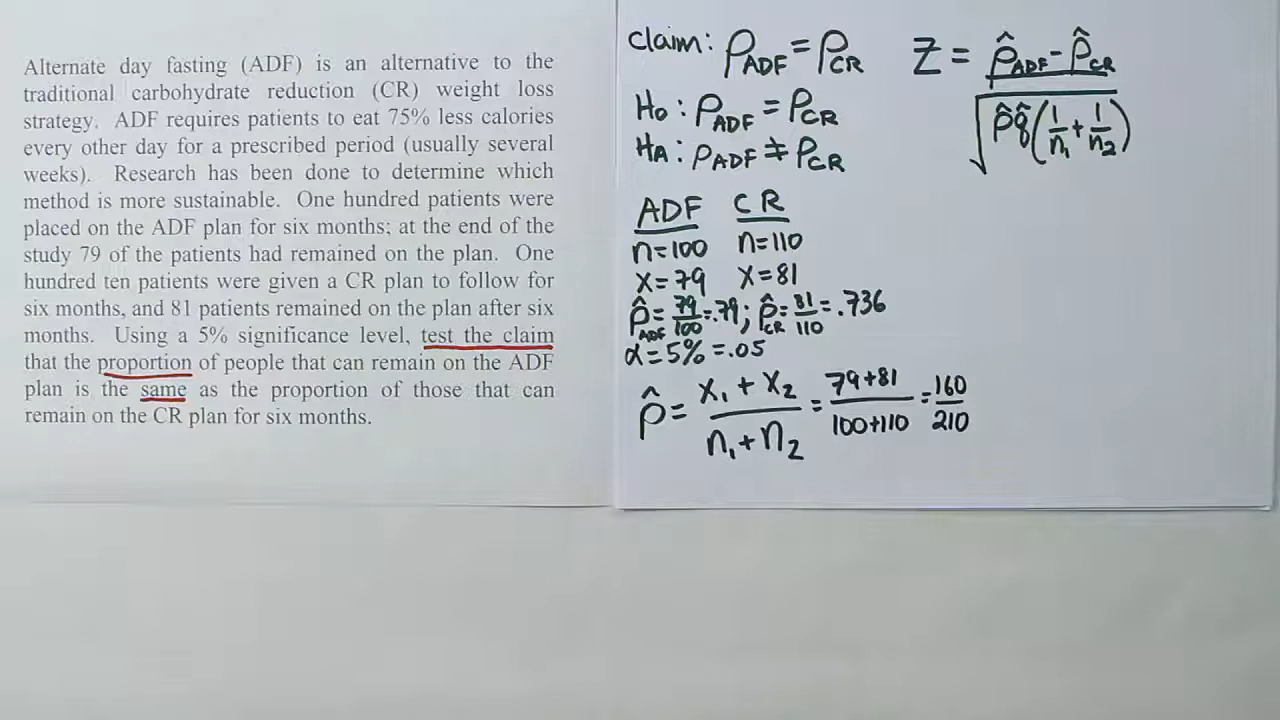 Alternate day fasting (ADF) is an alternative to the
traditional carbohydrate reduction (CR) weight loss
strategy. ADF requires patients to eat 75% less calories
every other day for a prescribed period (usually several
weeks). Research has been done to determine which
method is more sustainable. One hundred patients were
placed on the ADF plan for six months; at the end of the
study 79 of the patients had remained on the plan. One
hundred ten patients were given a CR plan to follow for
six months, and 81 patients remained on the plan after six
months. Using a 5% significance level, test the claim
that the proportion of people that can remain on the ADF
plan is the same as the proportion of those that can
remain on the CR plan for six months.
Claim: P_ADF = P_CR
H₀: P_ADF = P_CR
H_A: P_ADF ≠ P_CR
ADF CR
n=100 n=110
x=79 x=81
p̂_ADF = 79/100 = .79; p̂_CR = 81/110 = .736
α = 5% = .05
p̂ = (x₁ + x₂)/(n₁ + n₂) = (79+81)/(100+110) = 160/210
Z = (p̂_ADF - p̂_CR)/√(p̂q̂(1/n₁ + 1/n₂))